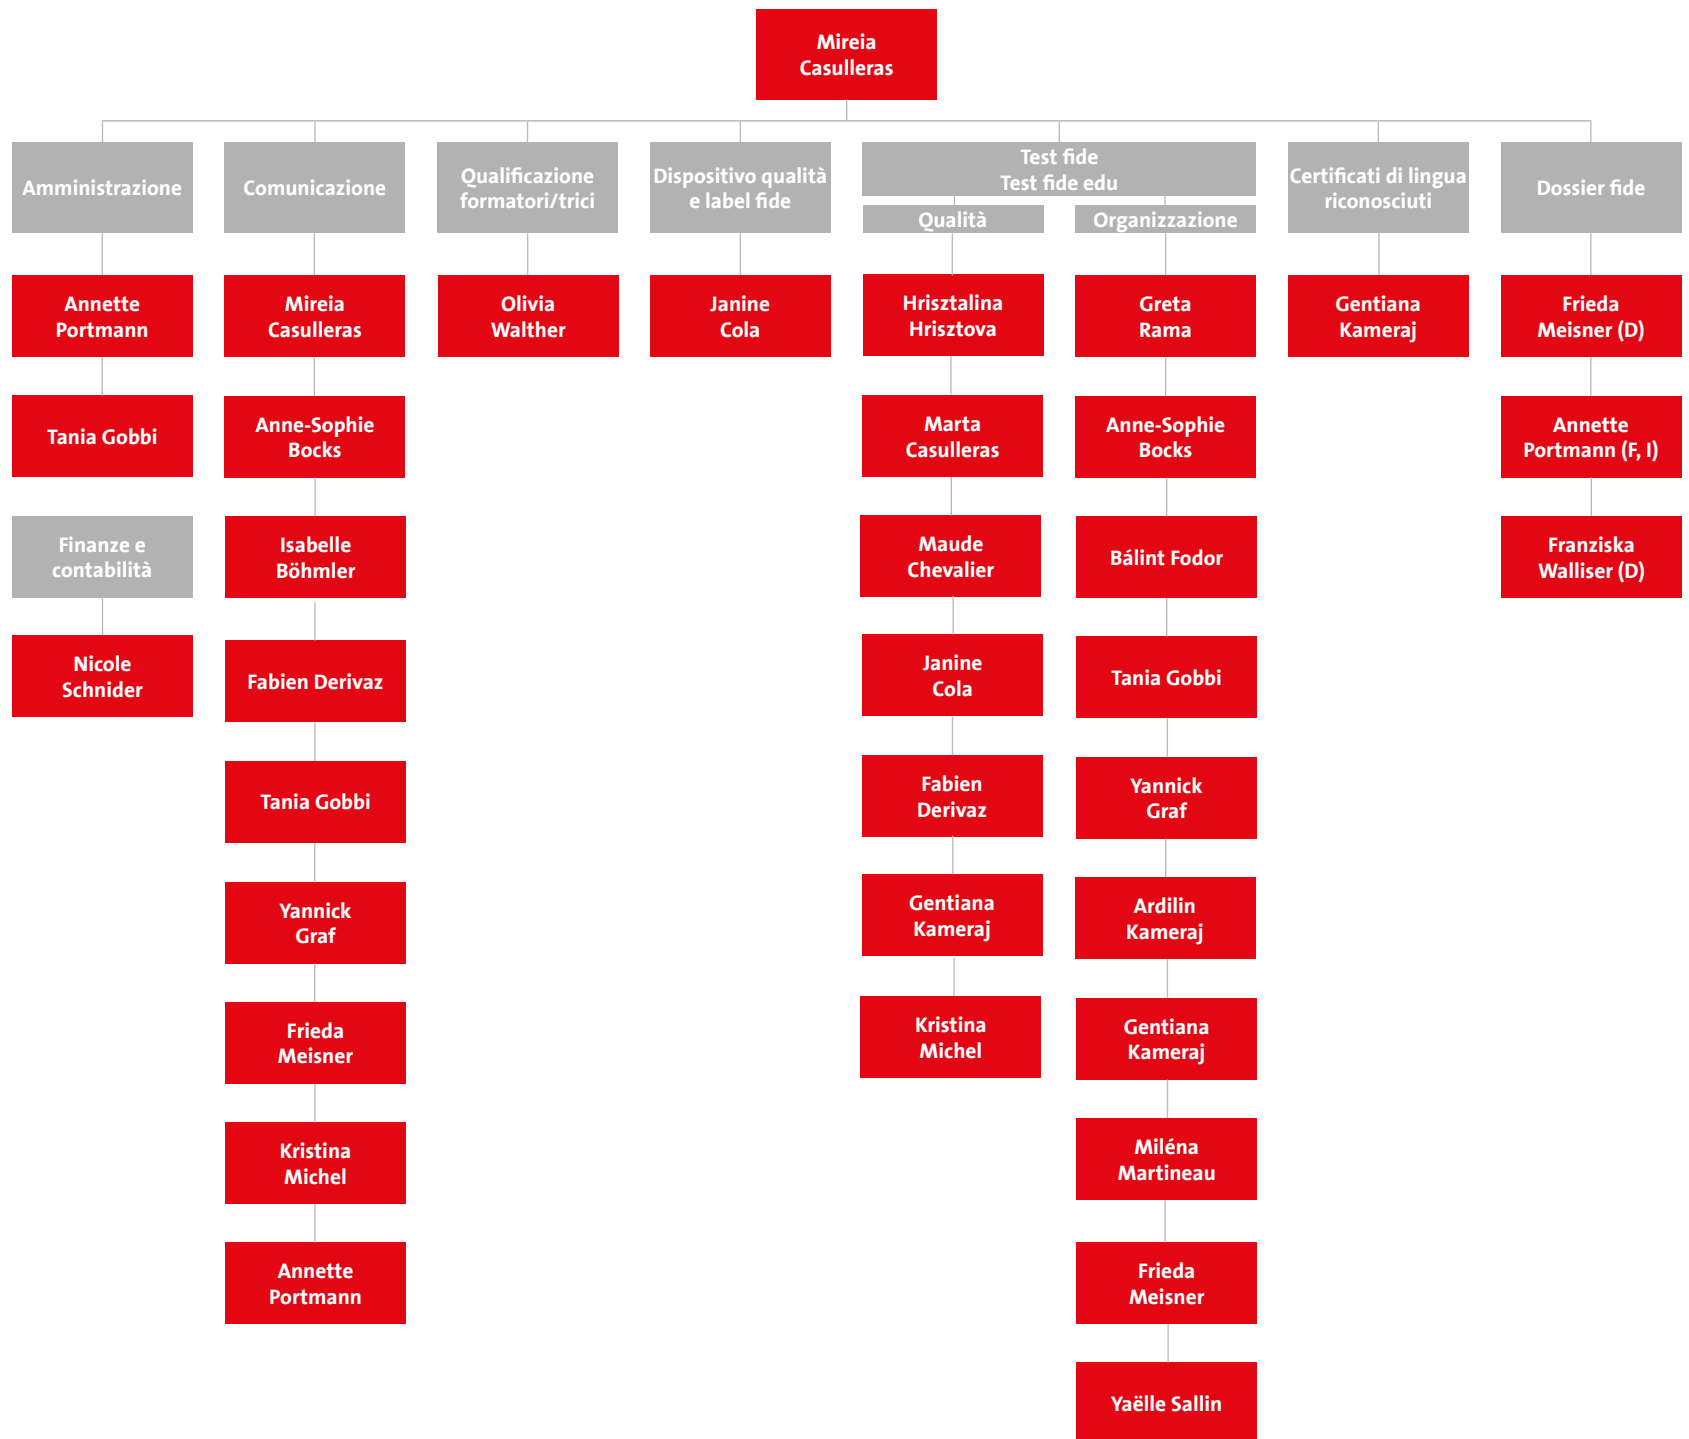 Mireia
Casulleras
Amministrazione
Comunicazione
Qualificazione
formatori/trici
Dispositivo qualità
e label fide
Test fide
Test fide edu
Qualità
Organizzazione
Certificati di lingua
riconosciuti
Dossier fide
Annette
Portmann
Tania Gobbi
Finanze e
contabilità
Nicole
Schnider
Mireia
Casulleras
Anne-Sophie
Bocks
Isabelle
Böhmler
Fabien Derivaz
Tania Gobbi
Yannick
Graf
Frieda
Meisner
Kristina
Michel
Annette
Portmann
Olivia
Walther
Janine
Cola
Hrisztalina
Hrisztova
Marta
Casulleras
Maude
Chevalier
Janine
Cola
Fabien
Derivaz
Gentiana
Kameraj
Kristina
Michel
Greta
Rama
Anne-Sophie
Bocks
Bálint Fodor
Tania Gobbi
Yannick
Graf
Ardilin
Kameraj
Gentiana
Kameraj
Miléna
Martineau
Frieda
Meisner
Yaëlle Sallin
Gentiana
Kameraj
Frieda
Meisner (D)
Annette
Portmann (F, I)
Franziska
Walliser (D)